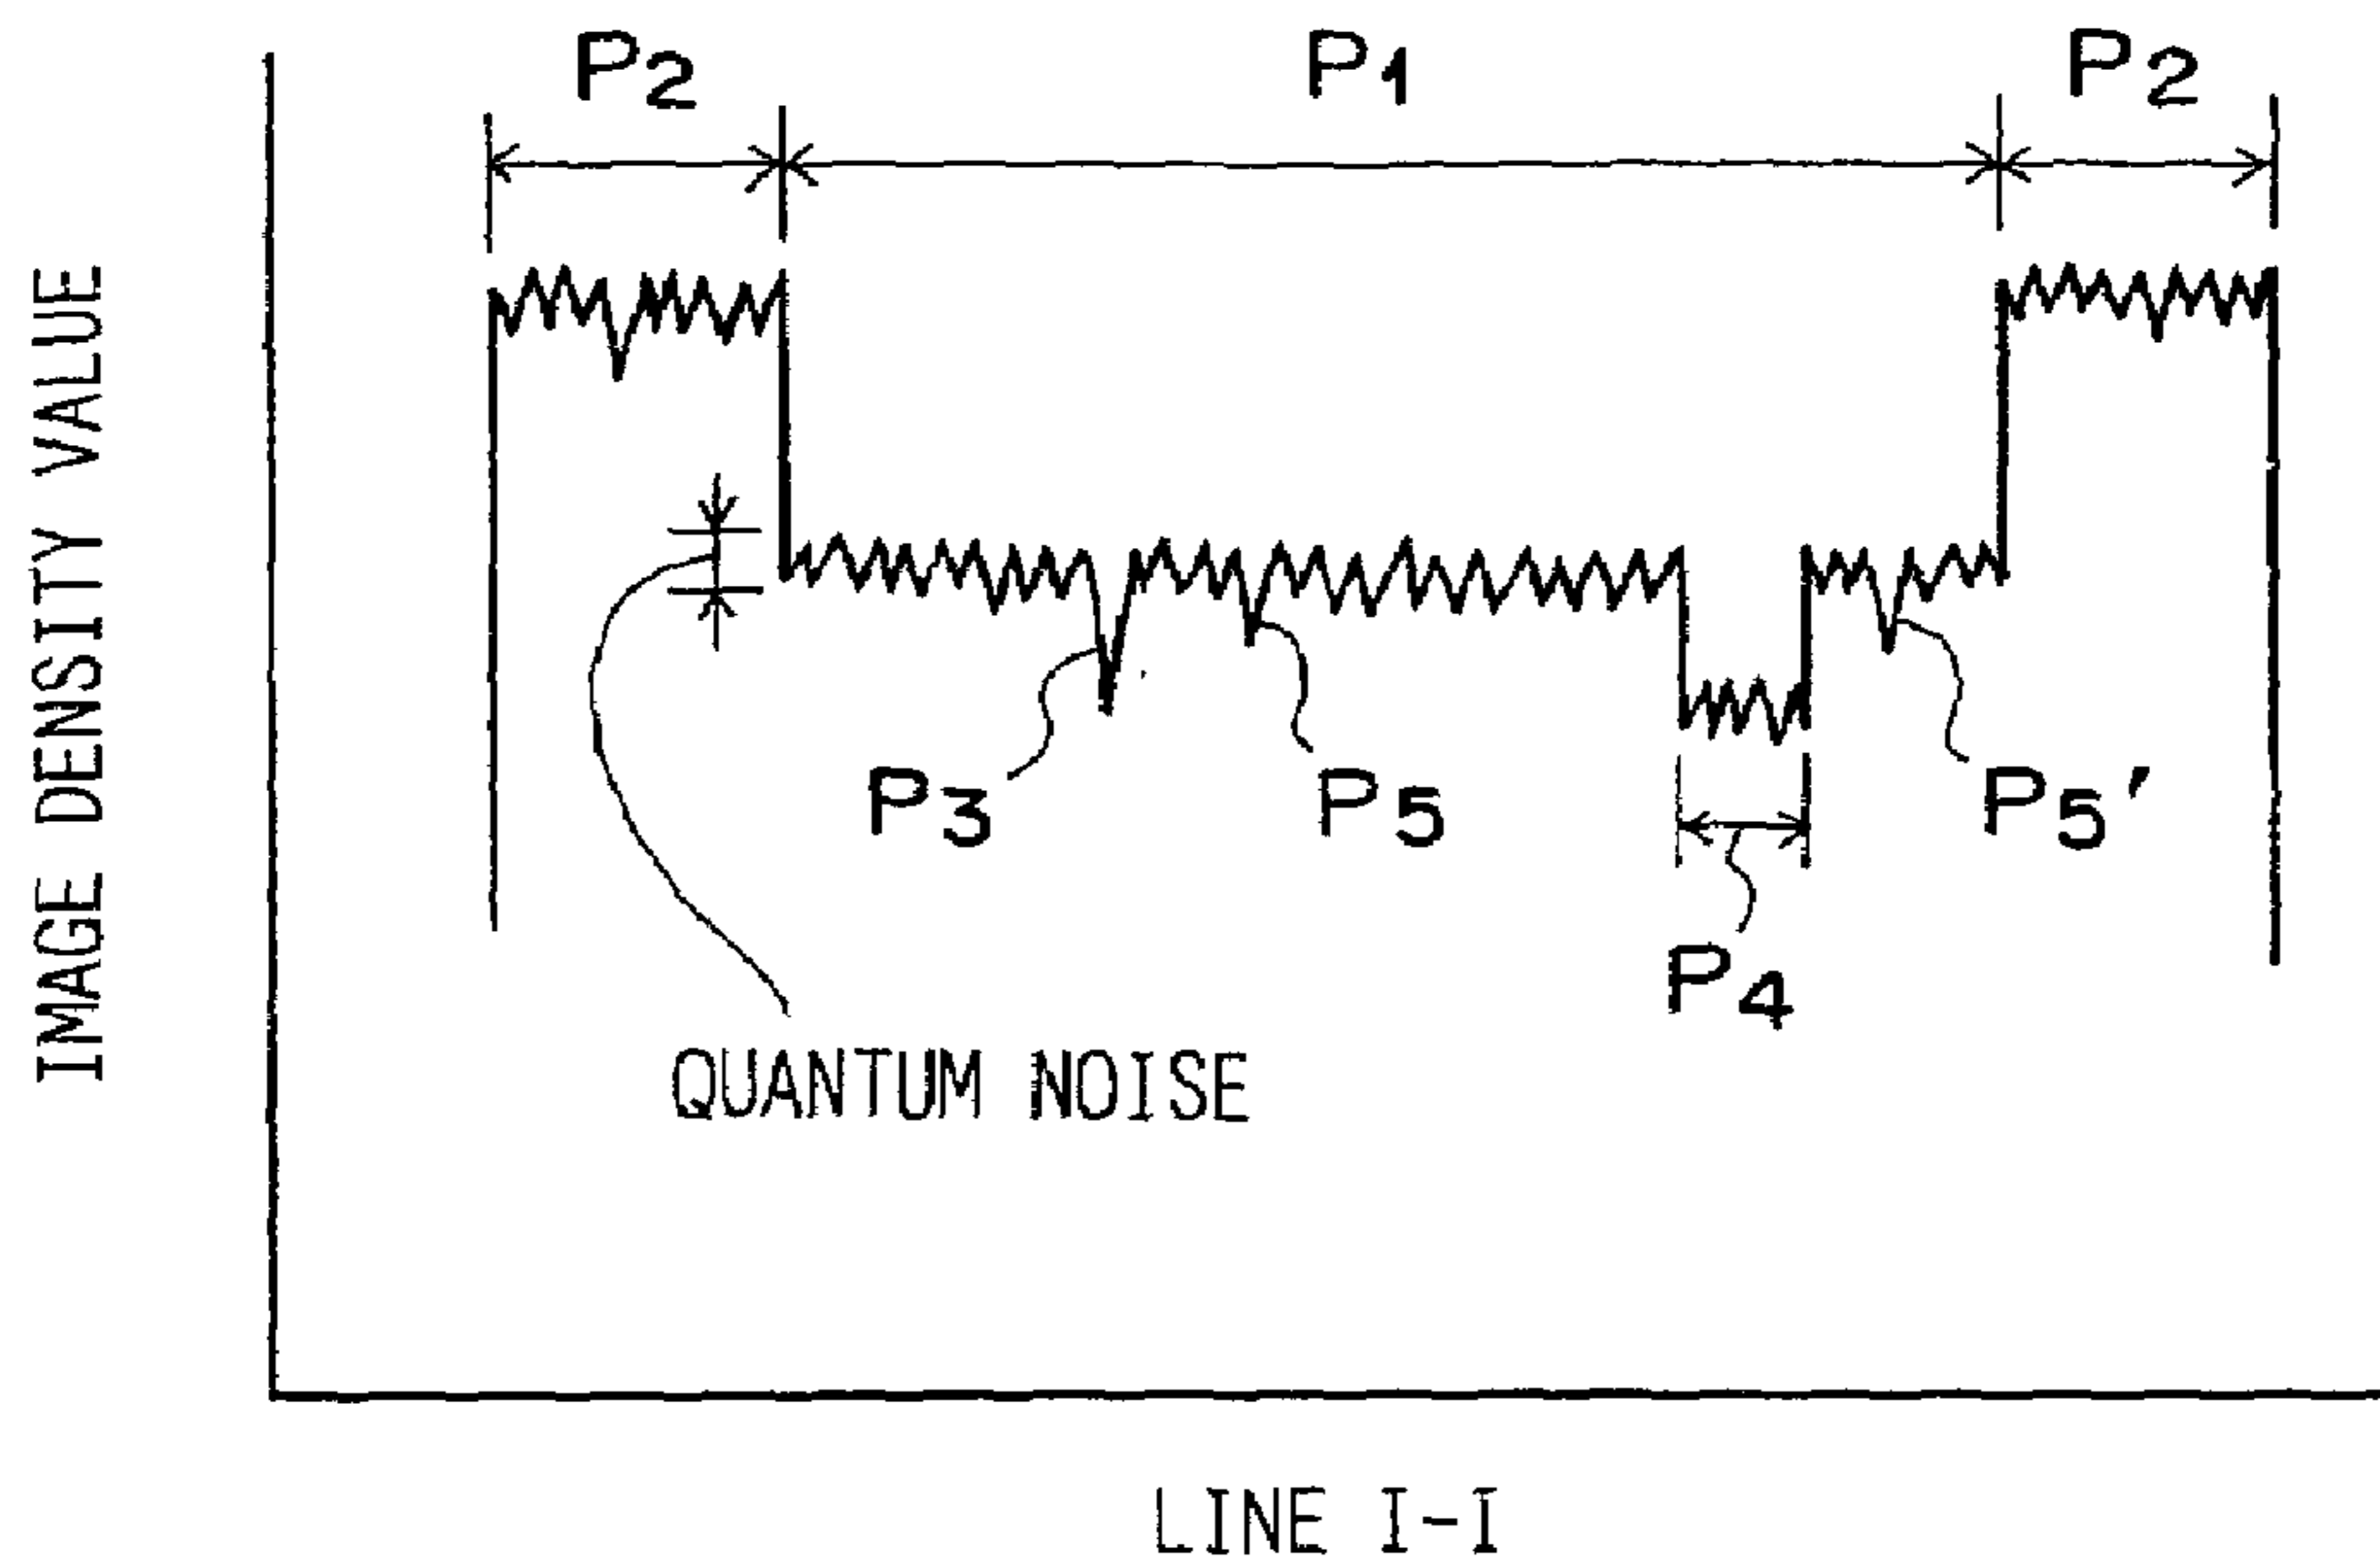 P2 P1 P2
IMAGE DENSITY VALUE
P3 P5 P5'
P4
QUANTUM NOISE
LINE I-I